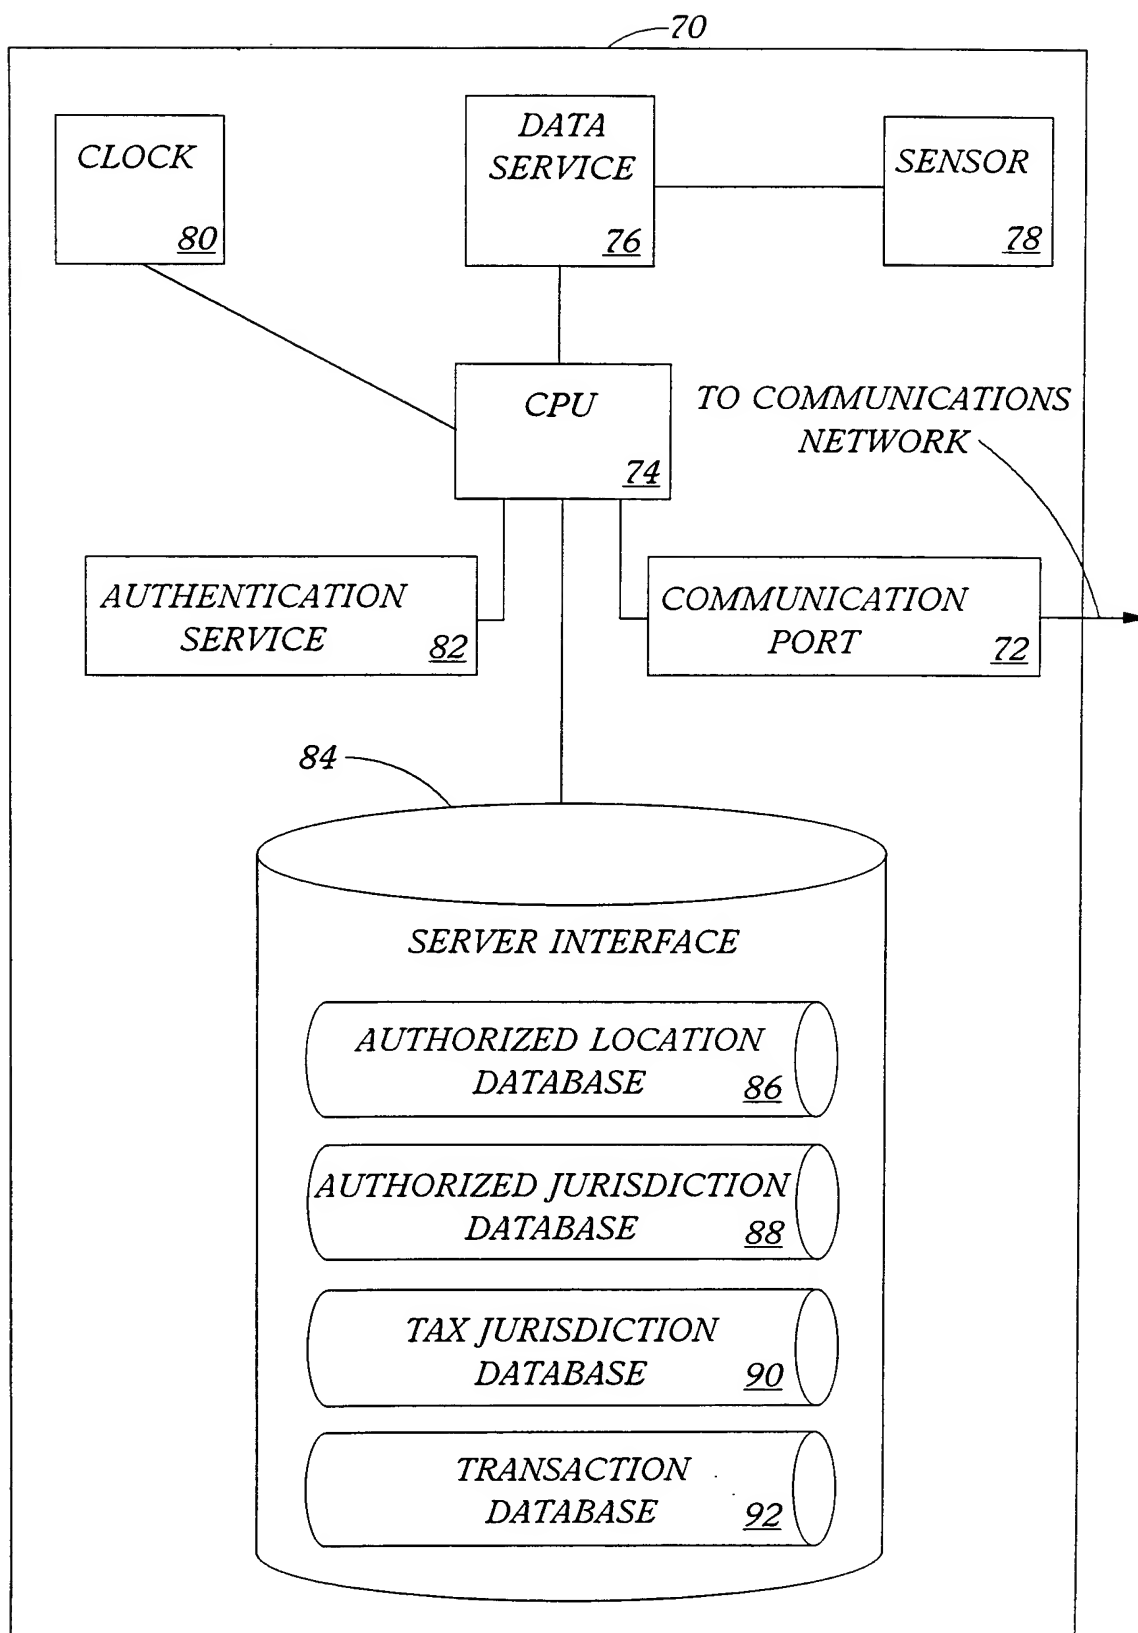 70
CLOCK
80
DATA
SERVICE
76
SENSOR
78
CPU
74
TO COMMUNICATIONS
NETWORK
AUTHENTICATION
SERVICE
82
COMMUNICATION
PORT
72
84
SERVER INTERFACE
AUTHORIZED LOCATION
DATABASE
86
AUTHORIZED JURISDICTION
DATABASE
88
TAX JURISDICTION
DATABASE
90
TRANSACTION
DATABASE
92